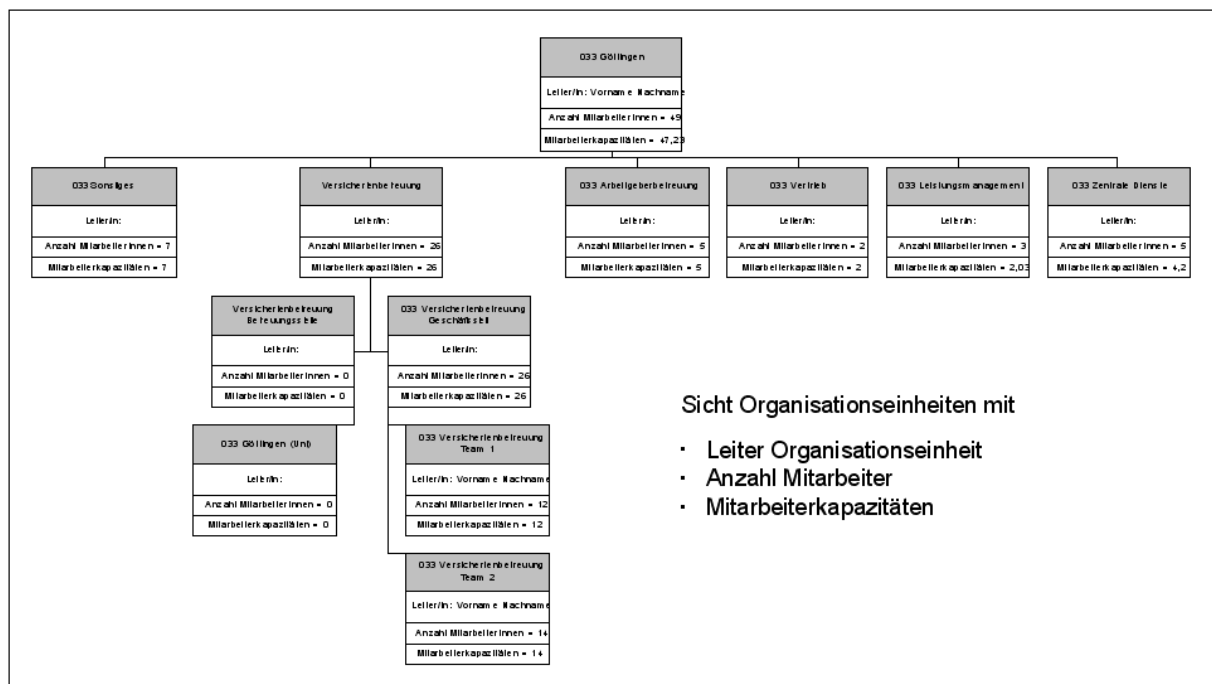 033 Göttingen
Leiter/in: Vorname Nachname
Anzahl MitarbeiterInnen = 49
Mitarbeiterkapazitäten = 47,23
033 Sonstiges
Leiter/in:
Anzahl MitarbeiterInnen = 7
Mitarbeiterkapazitäten = 7
Versichertenbetreuung
Leiter/in:
Anzahl MitarbeiterInnen = 26
Mitarbeiterkapazitäten = 26
033 Arbeitgeberbetreuung
Leiter/in:
Anzahl MitarbeiterInnen = 5
Mitarbeiterkapazitäten = 5
033 Vertrieb
Leiter/in:
Anzahl MitarbeiterInnen = 2
Mitarbeiterkapazitäten = 2
033 Leistungsmanagement
Leiter/in:
Anzahl MitarbeiterInnen = 3
Mitarbeiterkapazitäten = 2,03
033 Zentrale Dienste
Leiter/in:
Anzahl MitarbeiterInnen = 5
Mitarbeiterkapazitäten = 4,2
Versichertenbetreuung
Betreuungsstelle
Leiter/in:
Anzahl MitarbeiterInnen = 0
Mitarbeiterkapazitäten = 0
033 Versichertenbetreuung
Geschäftsstell
Leiter/in:
Anzahl MitarbeiterInnen = 26
Mitarbeiterkapazitäten = 26
033 Göttingen (Uni)
Leiter/in:
Anzahl MitarbeiterInnen = 0
Mitarbeiterkapazitäten = 0
033 Versichertenbetreuung
Team 1
Leiter/in: Vorname Nachname
Anzahl MitarbeiterInnen = 12
Mitarbeiterkapazitäten = 12
033 Versichertenbetreuung
Team 2
Leiter/in: Vorname Nachname
Anzahl MitarbeiterInnen = 14
Mitarbeiterkapazitäten = 14
Sicht Organisationseinheiten mit
· Leiter Organisationseinheit
· Anzahl Mitarbeiter
· Mitarbeiterkapazitäten